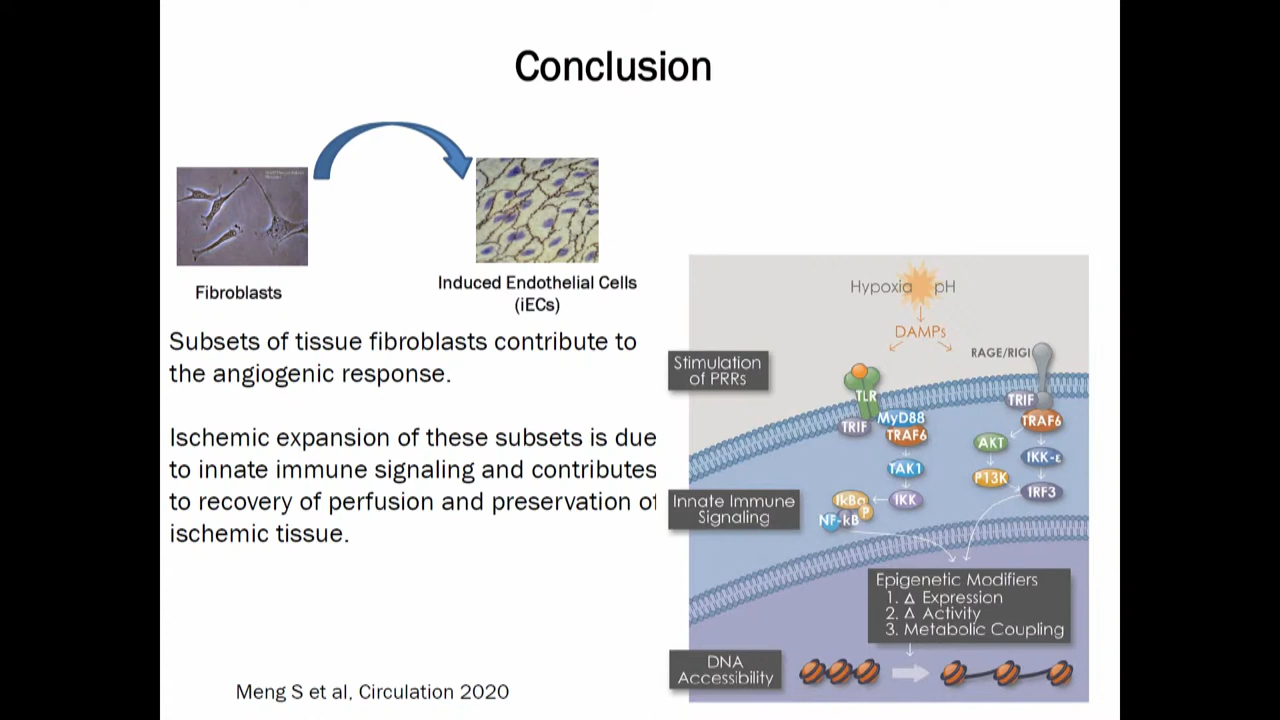 Conclusion
Fibroblasts
Induced Endothelial Cells
(iECs)
Subsets of tissue fibroblasts contribute to
the angiogenic response.
Ischemic expansion of these subsets is due
to innate immune signaling and contributes
to recovery of perfusion and preservation of
ischemic tissue.
Meng S et al, Circulation 2020
Hypoxia pH
DAMPs
RAGE/RIGI
Stimulation
of PRRs
TLR
TRIF
MyD88
TRAF6
TAK1
IKK
IkBα
P
NF-kB
TRIF
TRAF6
AKT
IKK-ε
P13K
IRF3
Innate Immune
Signaling
Epigenetic Modifiers
1. Δ Expression
2. Δ Activity
3. Metabolic Coupling
DNA
Accessibility